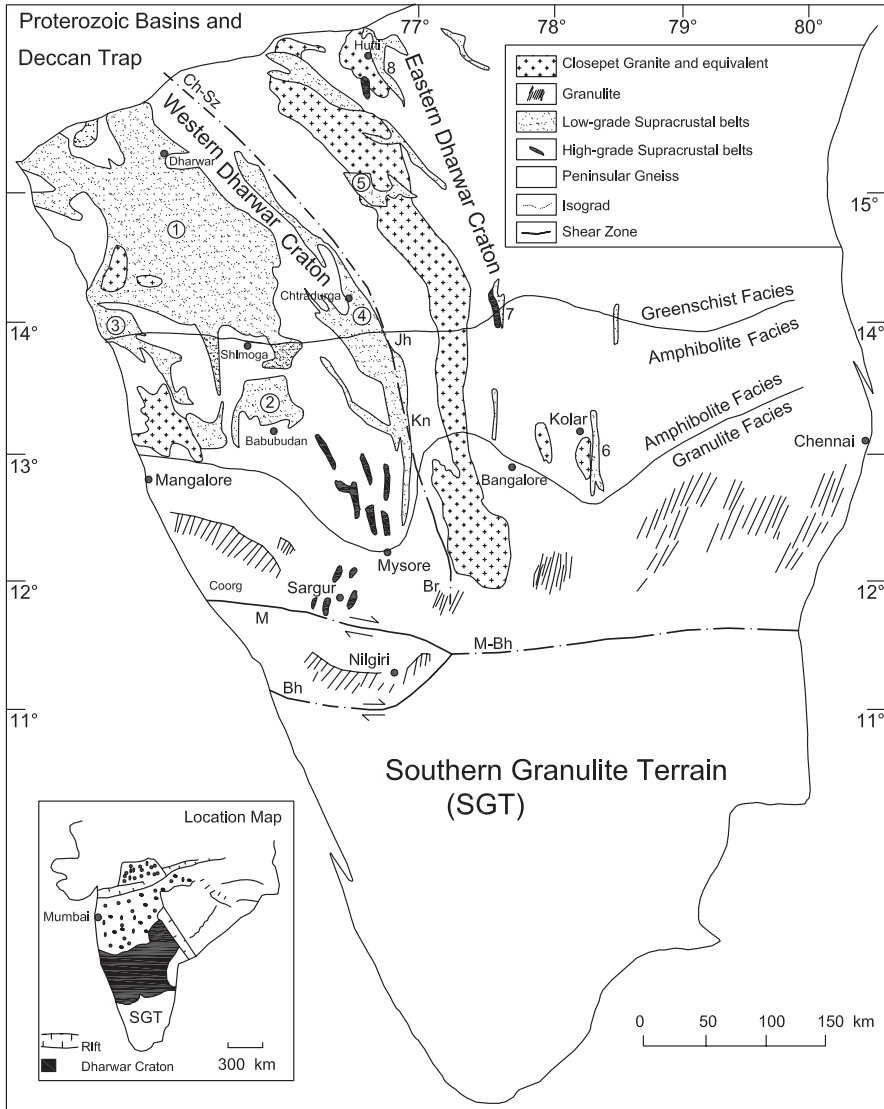 77°
78°
79°
80°
Proterozoic Basins and
Deccan Trap
Hutti
8
Ch-Sz
Western Dharwar Craton
Eastern Dharwar Craton
Closepet Granite and equivalent
Granulite
Low-grade Supracrustal belts
High-grade Supracrustal belts
Peninsular Gneiss
Isograd
Shear Zone
Dharwar
5
15°
1
Chtradurga
4
7
3
Greenschist Facies
14°
14°
Jh
Amphibolite Facies
Shimoga
2
Kn
Kolar
Amphibolite Facies
Granulite Facies
Babubudan
6
Chennai
13°
13°
Bangalore
Mangalore
Mysore
12°
12°
Coorg
Sargur
Br
M
M-Bh
Nilgiri
Bh
11°
11°
Southern Granulite Terrain
(SGT)
Location Map
Mumbai
SGT
Rift
Dharwar Craton
300 km
0 50 100 150 km